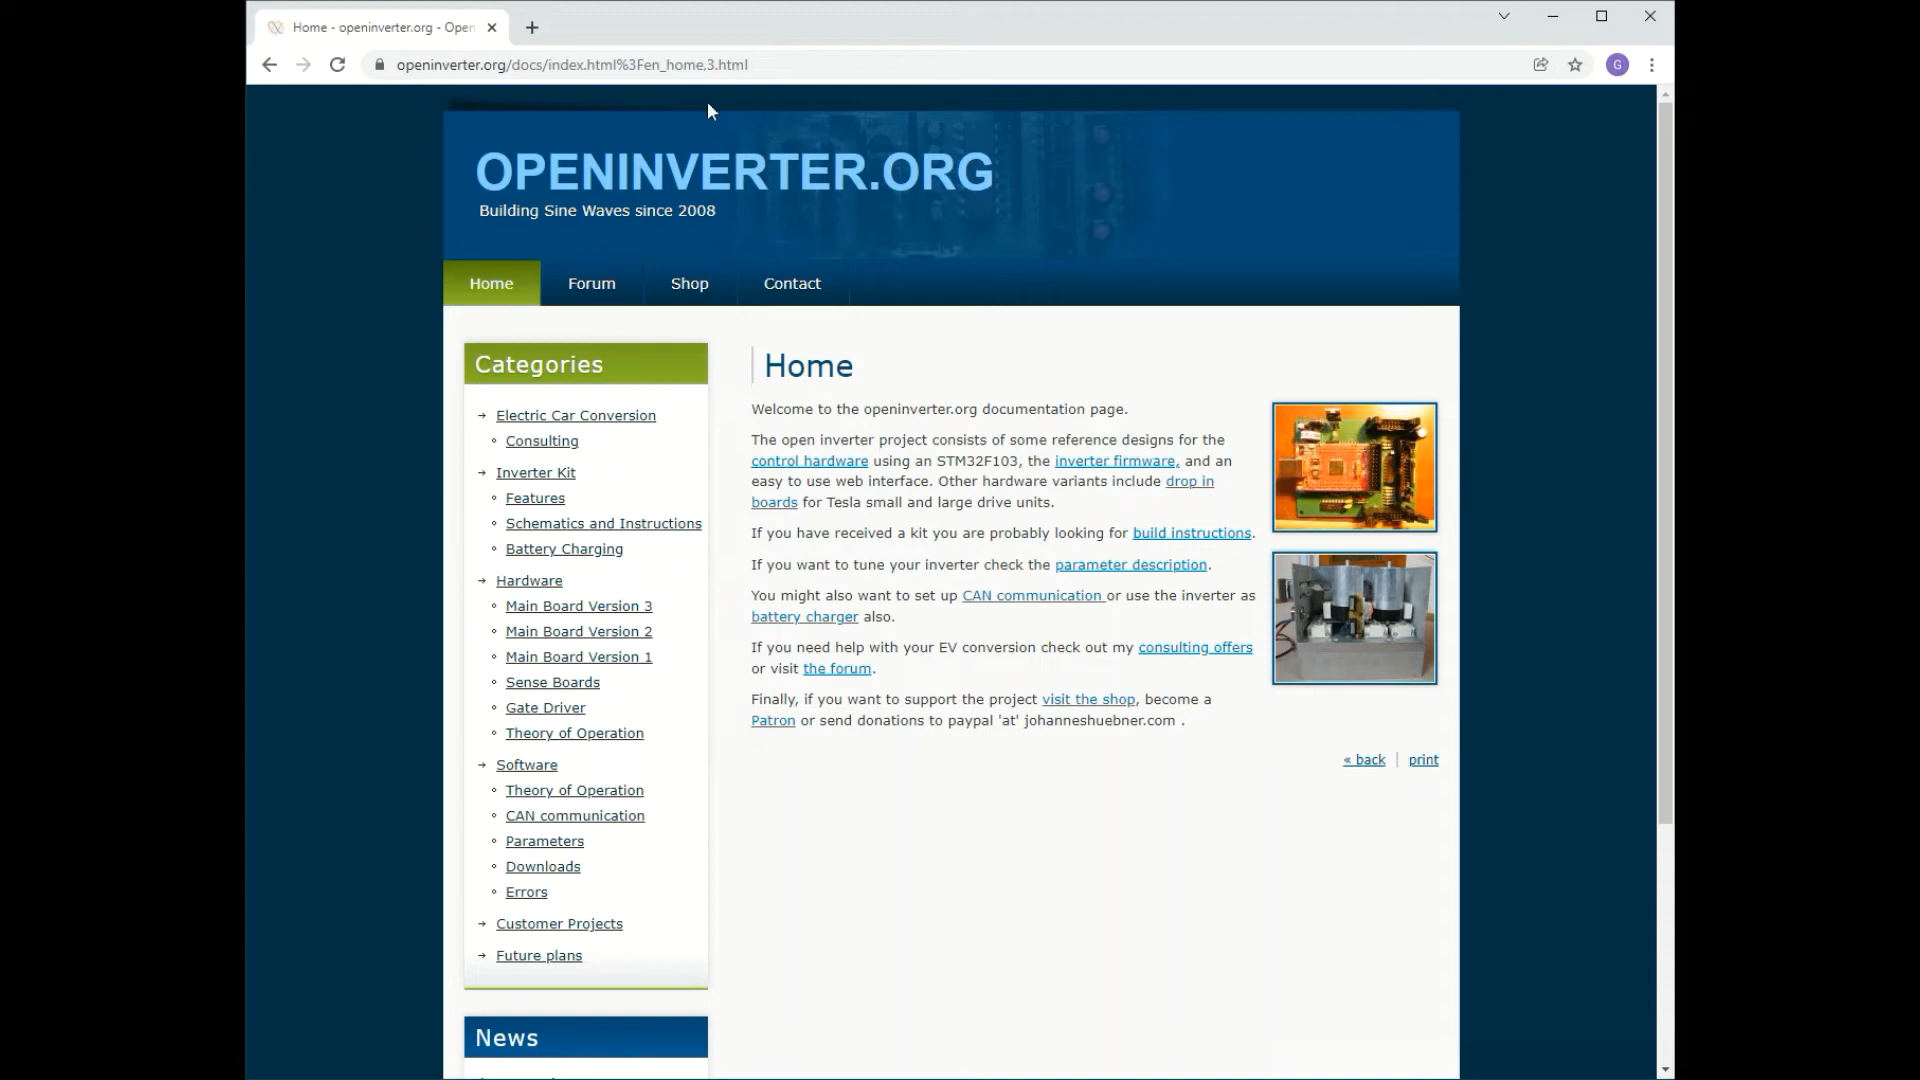 Home - openinverter.org - Open
openinverter.org/docs/index.html%3Fen_home,3.html
G
OPENINVERTER.ORG
Building Sine Waves since 2008
Home
Forum
Shop
Contact
Categories
Electric Car Conversion
Consulting
Inverter Kit
Features
Schematics and Instructions
Battery Charging
Hardware
Main Board Version 3
Main Board Version 2
Main Board Version 1
Sense Boards
Gate Driver
Theory of Operation
Software
Theory of Operation
CAN communication
Parameters
Downloads
Errors
Customer Projects
Future plans
News
Home
Welcome to the openinverter.org documentation page.
The open inverter project consists of some reference designs for the
control hardware using an STM32F103, the inverter firmware, and an
easy to use web interface. Other hardware variants include drop in
boards for Tesla small and large drive units.
If you have received a kit you are probably looking for build instructions.
If you want to tune your inverter check the parameter description.
You might also want to set up CAN communication or use the inverter as
battery charger also.
If you need help with your EV conversion check out my consulting offers
or visit the forum.
Finally, if you want to support the project visit the shop, become a
Patron or send donations to paypal 'at' johanneshuebner.com .
« back | print